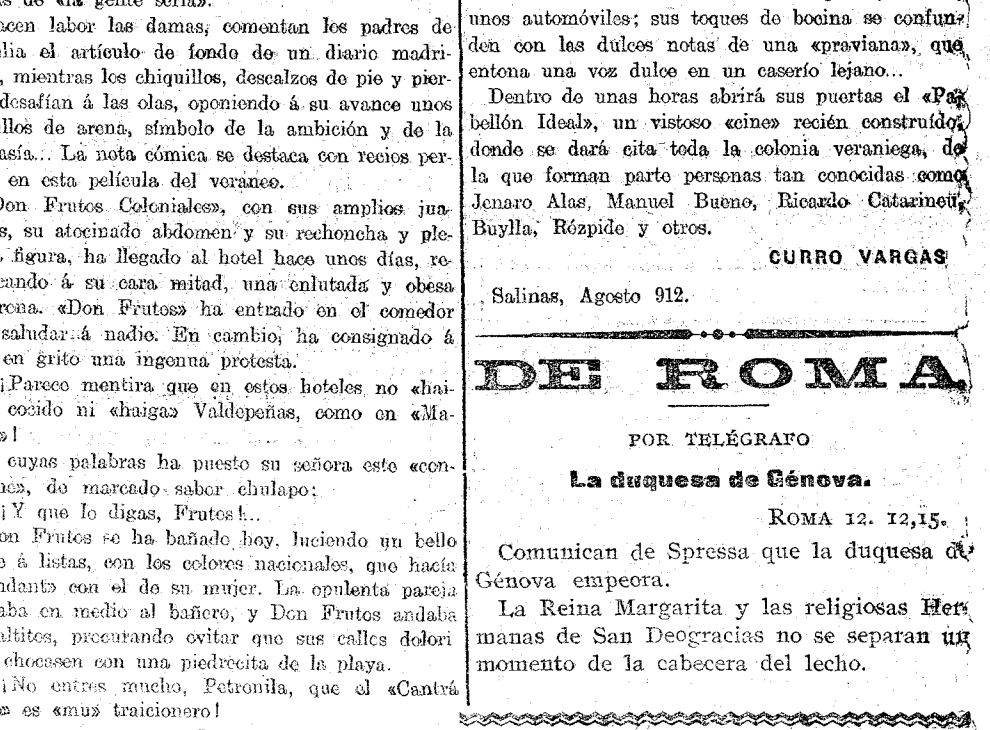 de «la gente seria».
acen labor las damas; comentan los padres de
lia el artículo de fondo de un diario madri-
, mientras los chiquillos, descalzos de pie y pier-
desafían á las olas, oponiendo á su avance unos
llos de arena, símbolo de la ambición y de la
asía... La nota cómica se destaca con recios per-
en esta película del veraneo.
Don Frutos Coloniales», con sus amplios jua-
s, su atocinado abdomen y su rechoncha y ple-
figura, ha llegado al hotel hace unos días, re-
cando á su cara mitad, una enlutada y obesa
rona. «Don Frutos» ha entrado en el comedor
saludar á nadie. En cambio, ha consignado á
en grito una ingenua protesta.
¡Parece mentira que en estos hoteles no «hai-
cocido ni «haiga» Valdepeñas, como en «Ma-
»!
cuyas palabras ha puesto su señora este «con-
ne», de marcado sabor chulapo:
¡Y que lo digas, Frutos!...
on Frutos se ha bañado hoy, luciendo un bello
e á listas, con los colores nacionales, que hacía
ndant» con el de su mujer. La opulenta pareja
aba en medio al bañero, y Don Frutos andaba
altitos, procurando evitar que sus calles dolori
chocasen con una piedrecita de la playa.
¡No entres mucho, Petronila, que el «Cantrá
» es «mu» traicionero!
unos automóviles; sus toques de bocina se confun-
den con las dulces notas de una «praviana», que
entona una voz dulce en un caserío lejano...
Dentro de unas horas abrirá sus puertas el «Pa-
bellón Ideal», un vistoso «cine» recién construído,
donde se dará cita toda la colonia veraniega, de
la que forman parte personas tan conocidas como
Jenaro Alas, Manuel Bueno, Ricardo Catarineu,
Buylla, Rózpide y otros.
CURRO VARGAS
Salinas, Agosto 912.
DE ROMA
POR TELÉGRAFO
La duquesa de Génova.
ROMA 12. 12,15.
Comunican de Spressa que la duquesa de
Génova empeora.
La Reina Margarita y las religiosas Her-
manas de San Deogracias no se separan un
momento de la cabecera del lecho.